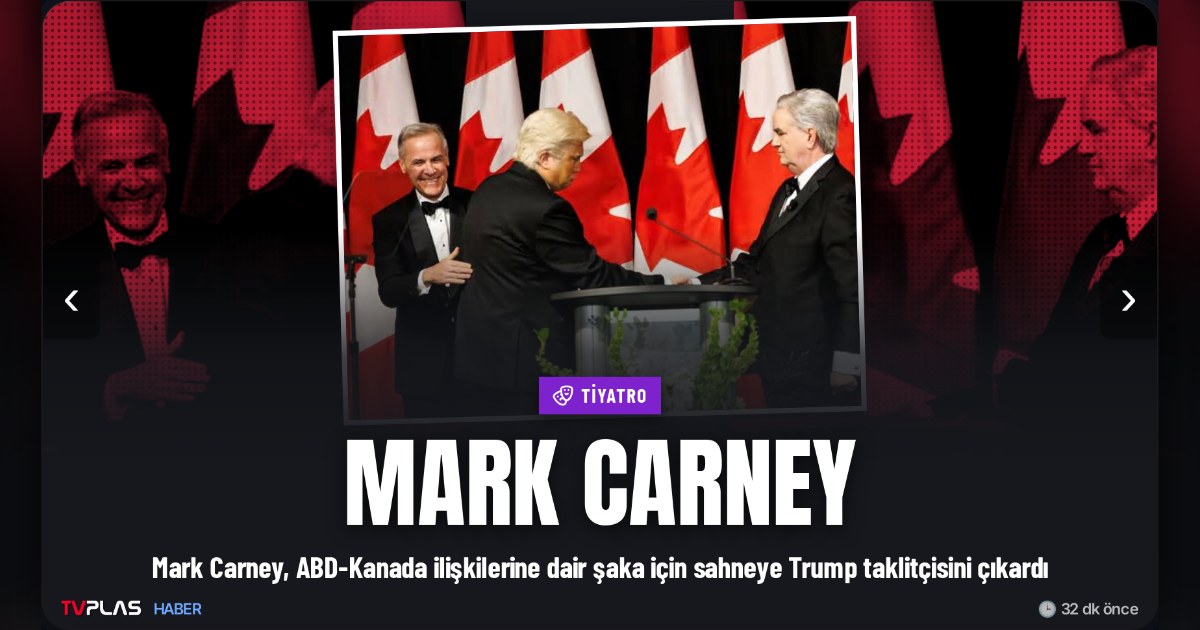 TİYATRO
MARK CARNEY
Mark Carney, ABD-Kanada ilişkilerine dair şaka için sahneye Trump taklitçisini çıkardı
TVPLAS HABER
32 dk önce